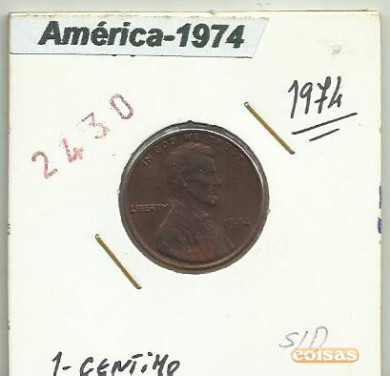 América-1974
1974
2430
IN GOD WE TRUST
LIBERTY
1974
S/D
coisas
1-CENTIMO